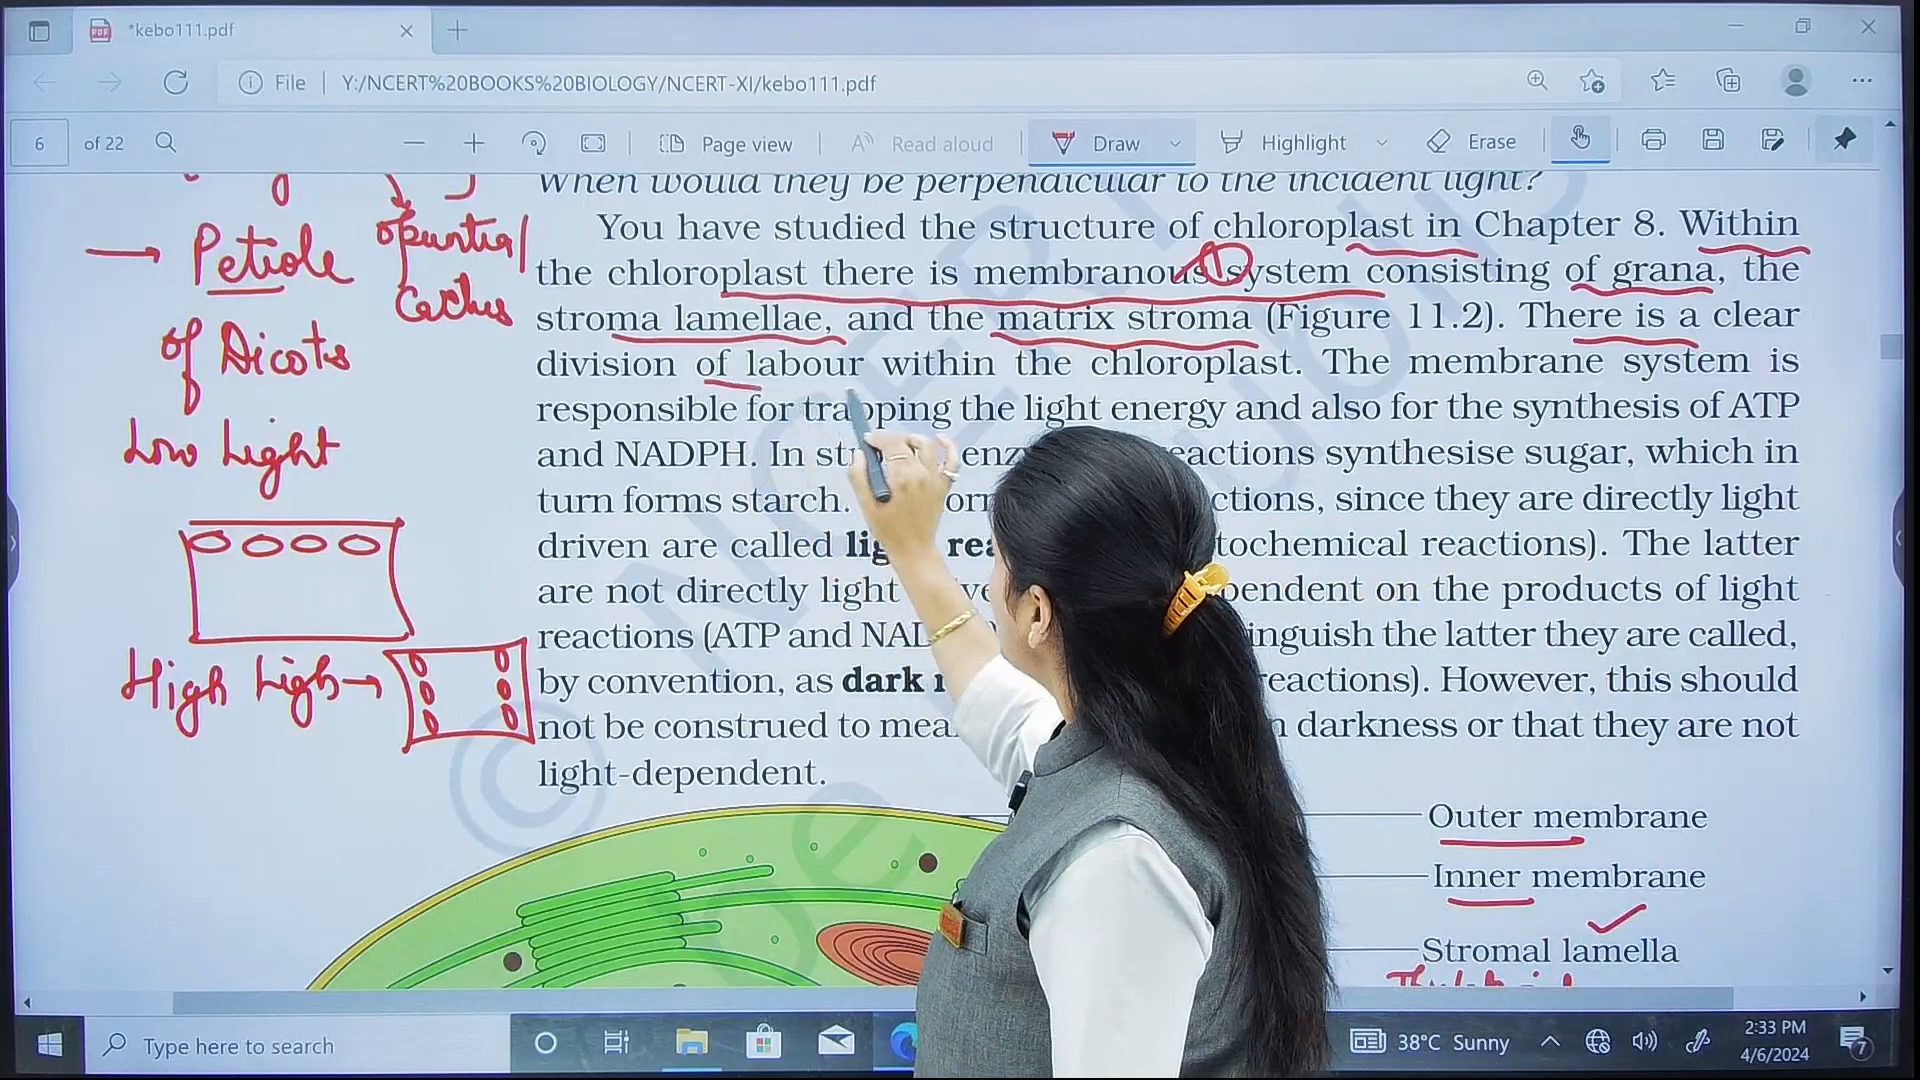 *kebo111.pdf
File
Y:/NCERT%20BOOKS%20BIOLOGY/NCERT-XI/kebo111.pdf
6 of 22
Page view
Read aloud
Draw
Highlight
Erase
When would they be perpendicular to the incident light?
You have studied the structure of chloroplast in Chapter 8. Within
the chloroplast there is membranous system consisting of grana, the
stroma lamellae, and the matrix stroma (Figure 11.2). There is a clear
division of labour within the chloroplast. The membrane system is
responsible for trapping the light energy and also for the synthesis of ATP
and NADPH. In enz eactions synthesise sugar, which in
turn forms starch. ctions, since they are directly light
driven are called tochemical reactions). The latter
are not directly light pendent on the products of light
reactions (ATP and inguish the latter they are called,
by convention, as dark eactions). However, this should
not be construed to mea darkness or that they are not
light-dependent.
1
→ Petiole
of Dicots
Opuntia/
Cactus
Low Light
High Ligh →
Outer membrane
Inner membrane
Stromal lamella
Type here to search
38°C Sunny
2:33 PM
4/6/2024
7